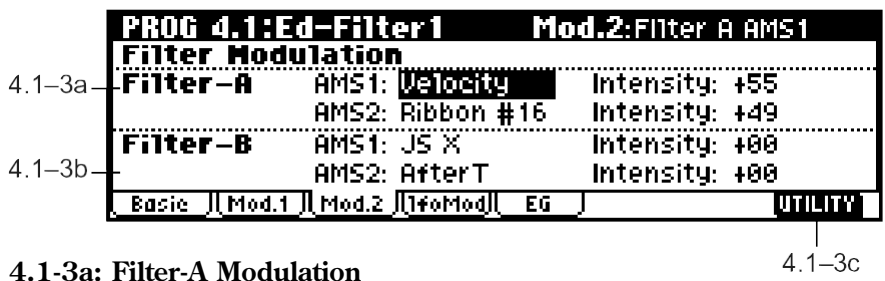 PROG 4.1:Ed-Filter1 Mod.2:Filter A AMS1
Filter Modulation
4.1–3a Filter-A AMS1: Velocity Intensity: +55
AMS2: Ribbon #16 Intensity: +49
Filter-B AMS1: JS X Intensity: +00
4.1–3b AMS2: AfterT Intensity: +00
Basic Mod.1 Mod.2 lfoMod EG UTILITY
4.1–3c
4.1-3a: Filter-A Modulation